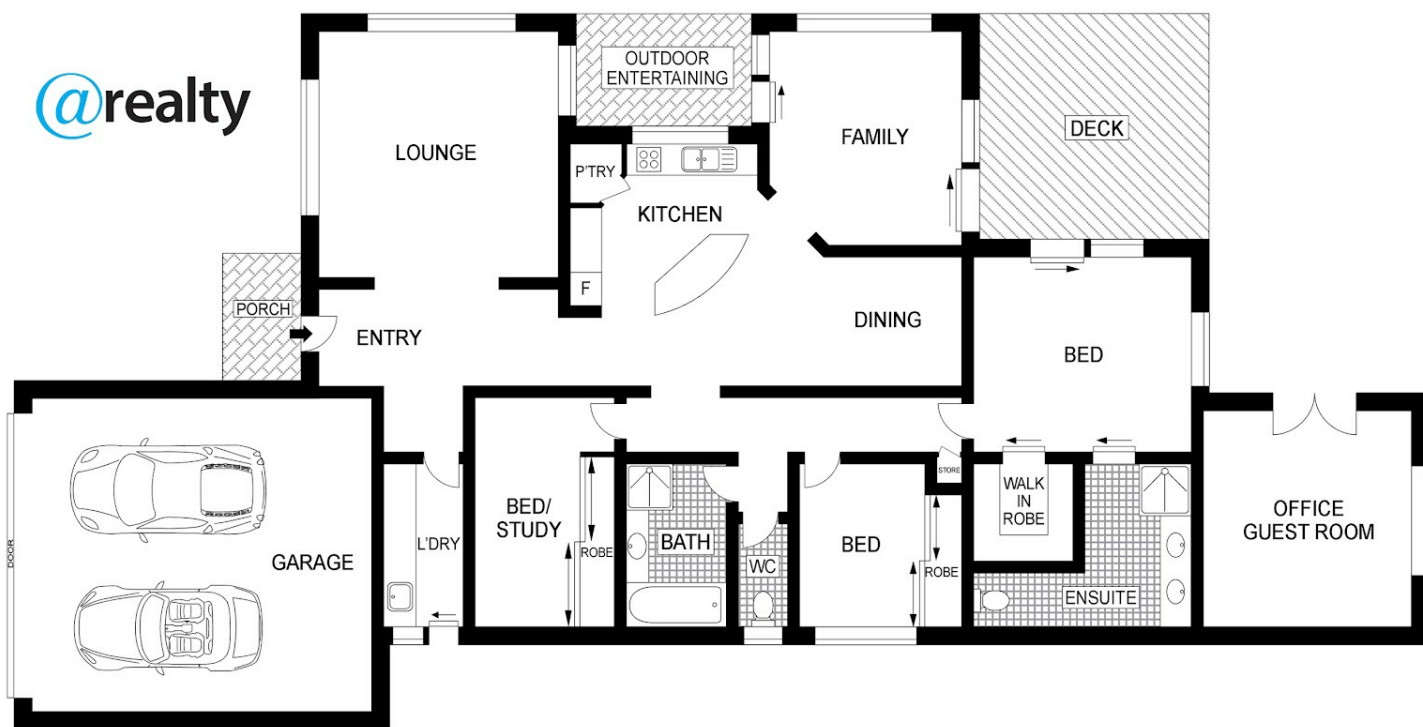 @realty
OUTDOOR
ENTERTAINING
LOUNGE
FAMILY
DECK
P'TRY
KITCHEN
F
PORCH
ENTRY
DINING
BED
GARAGE
DOOR
L'DRY
BED/
STUDY
ROBE
BATH
WC
BED
ROBE
STORE
WALK
IN
ROBE
ENSUITE
OFFICE
GUEST ROOM